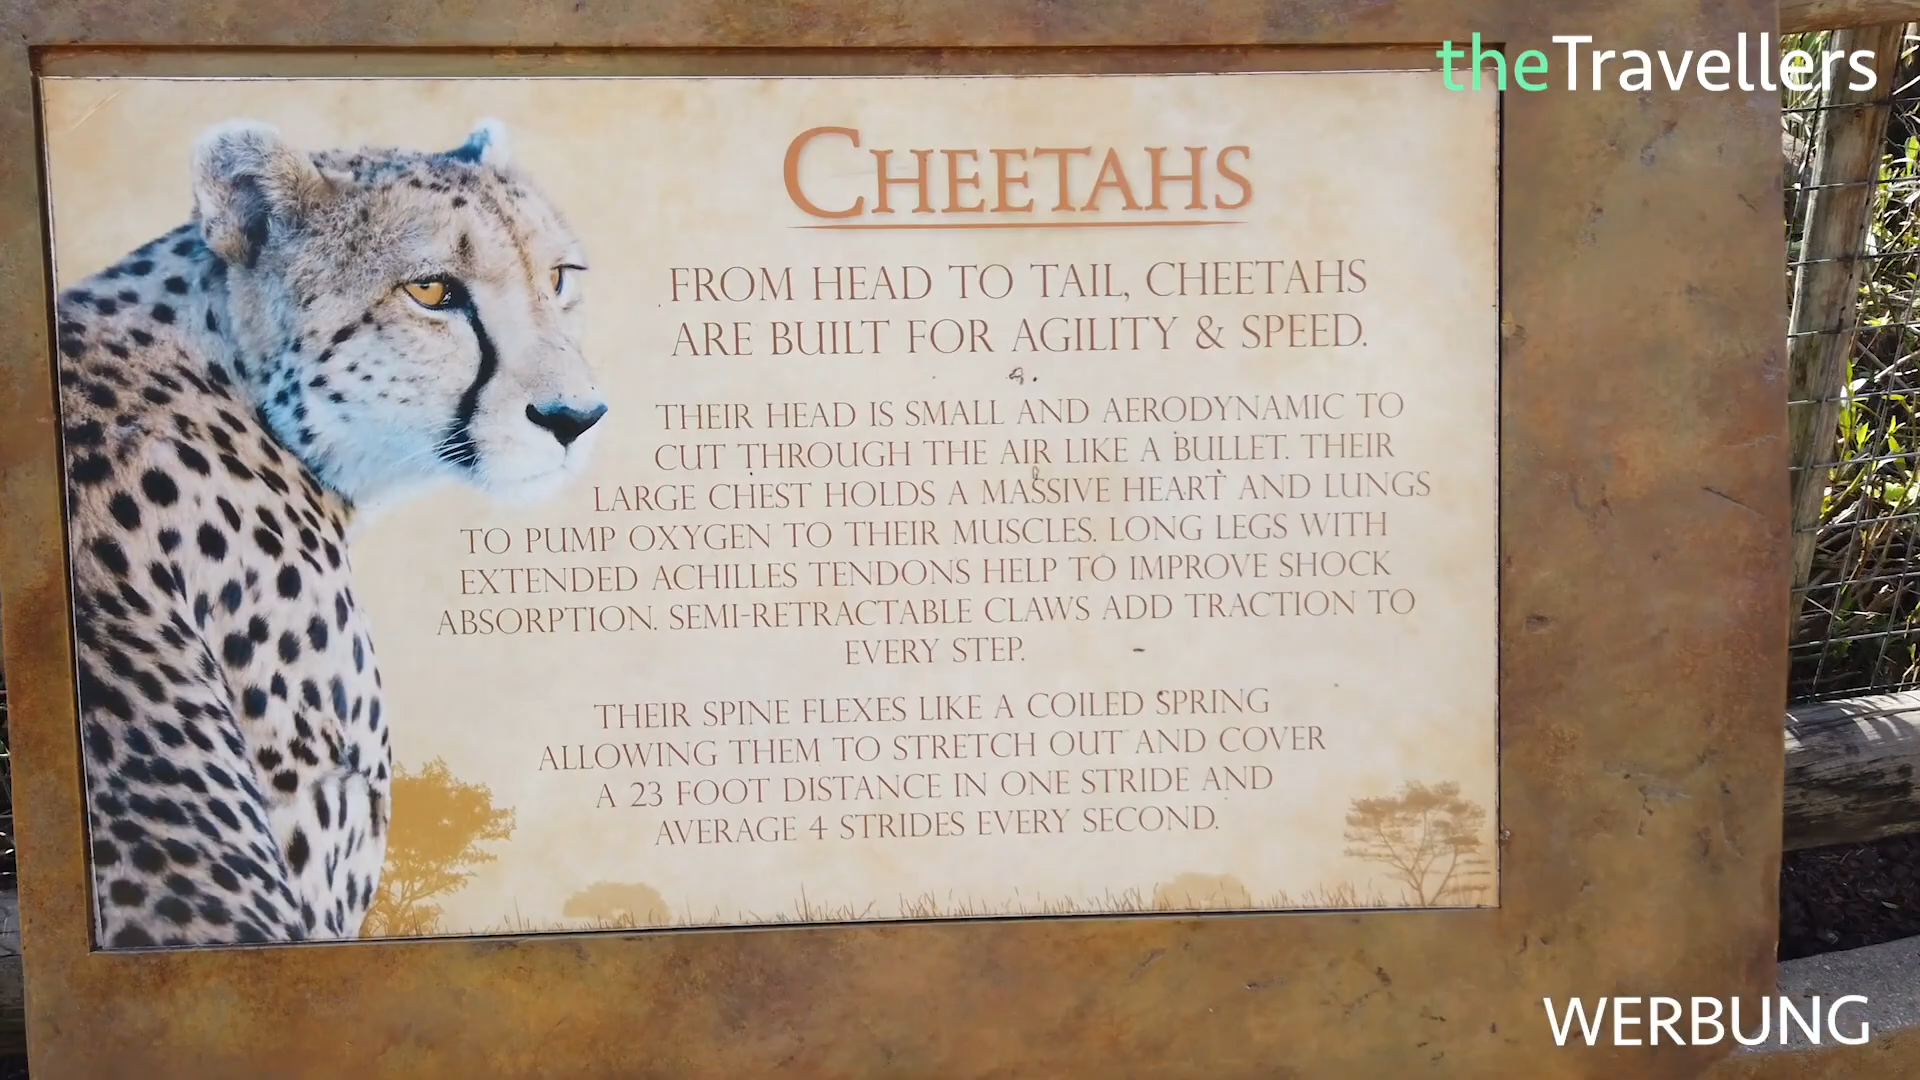 theTravellers
CHEETAHS
FROM HEAD TO TAIL, CHEETAHS
ARE BUILT FOR AGILITY & SPEED.
THEIR HEAD IS SMALL AND AERODYNAMIC TO
CUT THROUGH THE AIR LIKE A BULLET. THEIR
LARGE CHEST HOLDS A MASSIVE HEART AND LUNGS
TO PUMP OXYGEN TO THEIR MUSCLES. LONG LEGS WITH
EXTENDED ACHILLES TENDONS HELP TO IMPROVE SHOCK
ABSORPTION. SEMI-RETRACTABLE CLAWS ADD TRACTION TO
EVERY STEP.
THEIR SPINE FLEXES LIKE A COILED SPRING
ALLOWING THEM TO STRETCH OUT AND COVER
A 23 FOOT DISTANCE IN ONE STRIDE AND
AVERAGE 4 STRIDES EVERY SECOND.
WERBUNG